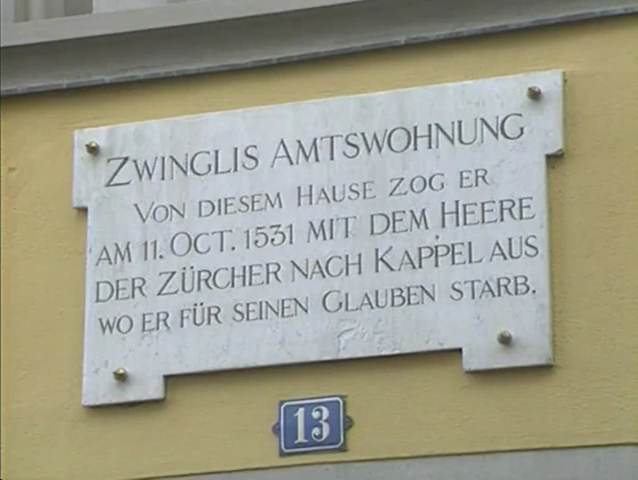 ZWINGLIS AMTSWOHNUNG
VON DIESEM HAUSE ZOG ER
AM 11. OCT. 1531 MIT DEM HEERE
DER ZÜRCHER NACH KAPPEL AUS
WO ER FÜR SEINEN GLAUBEN STARB.
13